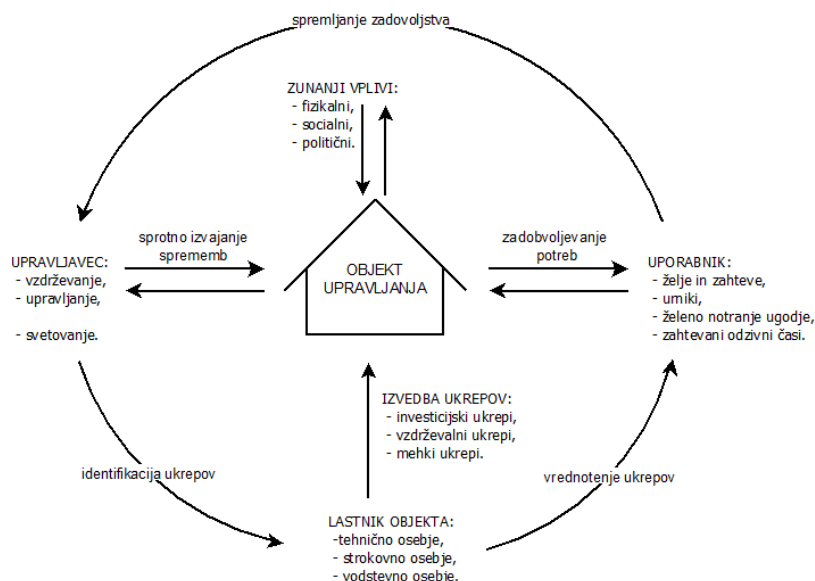 spremljanje zadovoljstva
ZUNANJI VPLIVI:
- fizikalni,
- socialni,
- politični.
UPRAVLJAVEC:
- vzdrževanje,
- upravljanje,
- svetovanje.
sprotno izvajanje
sprememb
OBJEKT
UPRAVLJANJA
zadobvoljevanje
potreb
UPORABNIK:
- želje in zahteve,
- urniki,
- želeno notranje ugodje,
- zahtevani odzivni časi.
IZVEDBA UKREPOV:
- investicijski ukrepi,
- vzdrževalni ukrepi,
- mehki ukrepi.
identifikacija ukrepov
vrednotenje ukrepov
LASTNIK OBJEKTA:
-tehnično osebje,
- strokovno osebje,
- vodstevno osebje.